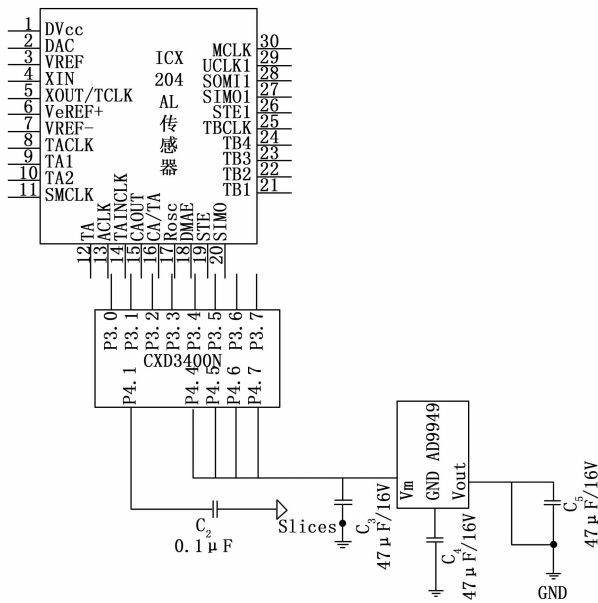 1 DVcc
2 DAC
3 VREF
4 XIN
5 XOUT/TCLK
6 VeREF+
7 VREF-
8 TACLK
9 TA1
10 TA2
11 SMCLK
ICX
204
AL
传
感
器
MCLK 30
UCLK1 29
SOMI1 28
SIMO1 27
STE1 26
TBCLK 25
TB4 24
TB3 23
TB2 22
TB1 21
12 TA
13 ACLK
14 TAINCLK
15 CAOUT
16 CA/TA
17 Rosc
18 DMAE
19 STE
20 SIMO
P3.0
P3.1
P3.2
P3.3
P3.4
P3.5
P3.6
P3.7
CXD3400N
P4.1
P4.4
P4.5
P4.6
P4.7
C2
0.1μF
Slices
C3
47μF/16V
Vm
GND AD9949
Vout
C4
47μF/16V
C5
47μF/16V
GND